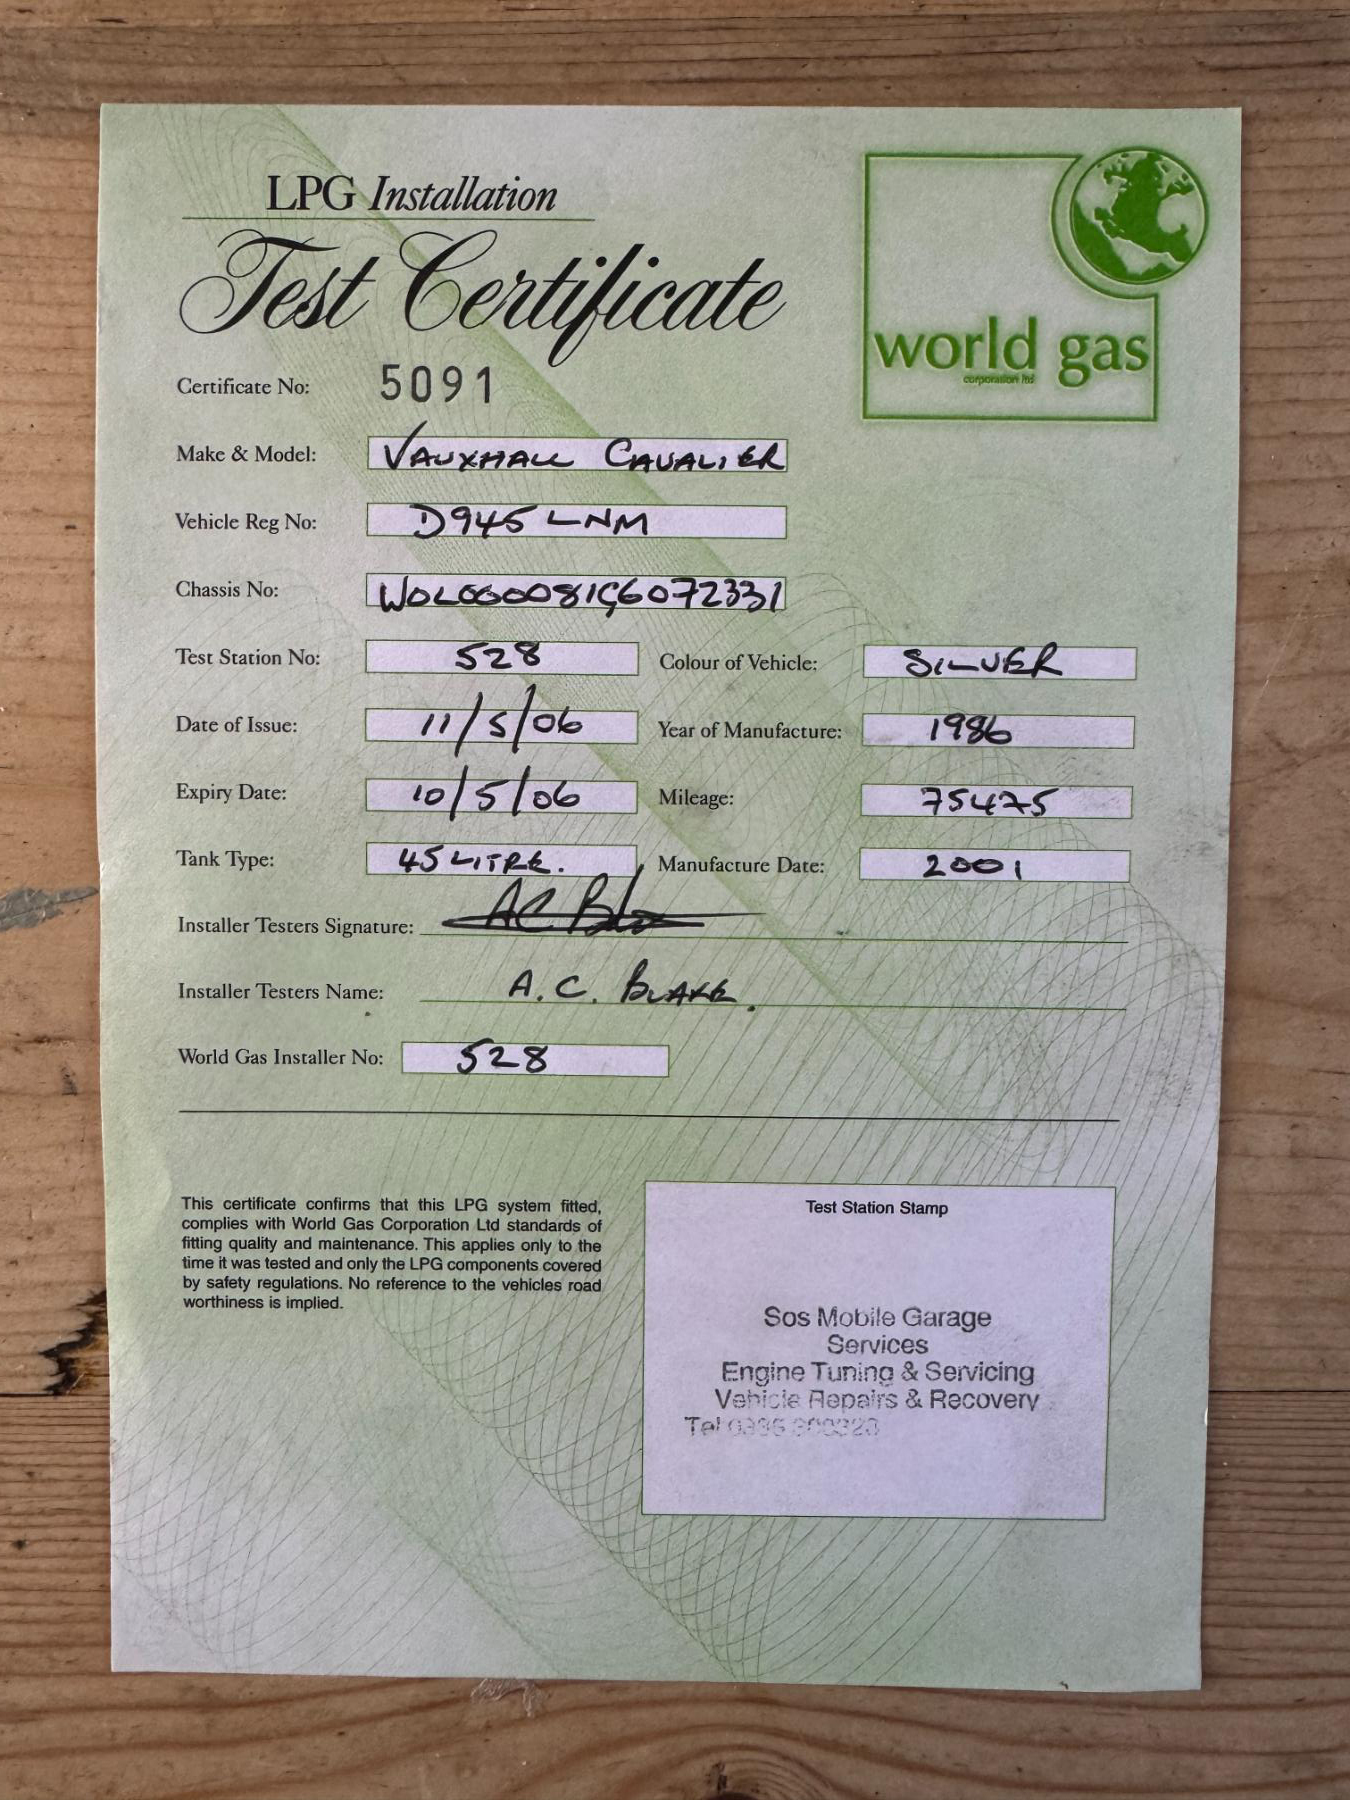 LPG Installation
Test Certificate
world gas
corporation ltd
Certificate No: 5091
Make & Model: VAUXHALL CAVALIER
Vehicle Reg No: D945 LNM
Chassis No: WOL000081G6072331
Test Station No: 528 Colour of Vehicle: SILVER
Date of Issue: 11/5/06 Year of Manufacture: 1986
Expiry Date: 10/5/06 Mileage: 75475
Tank Type: 45 LITRE. Manufacture Date: 2001
Installer Testers Signature:
Installer Testers Name: A.C. BLAKE.
World Gas Installer No: 528
This certificate confirms that this LPG system fitted,
complies with World Gas Corporation Ltd standards of
fitting quality and maintenance. This applies only to the
time it was tested and only the LPG components covered
by safety regulations. No reference to the vehicles road
worthiness is implied.
Test Station Stamp
Sos Mobile Garage
Services
Engine Tuning & Servicing
Vehicle Repairs & Recovery
Tel